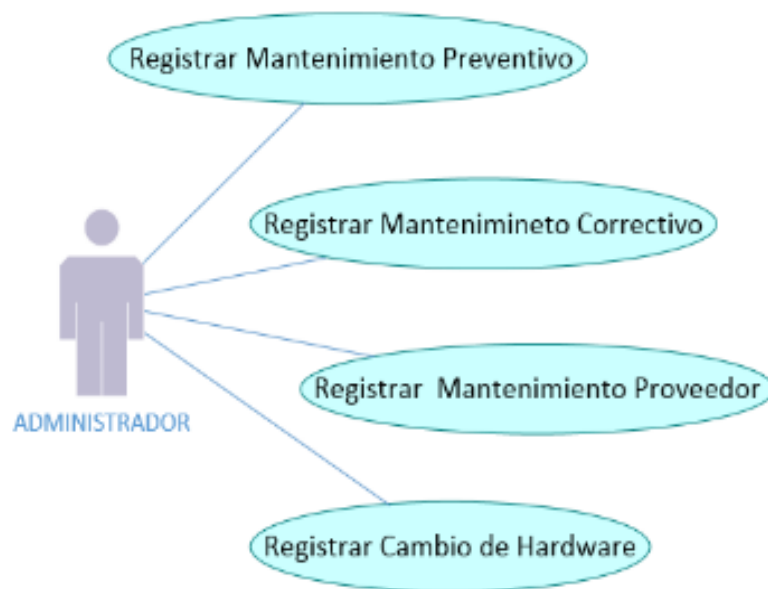 Registrar Mantenimiento Preventivo
Registrar Mantenimineto Correctivo
Registrar Mantenimiento Proveedor
ADMINISTRADOR
Registrar Cambio de Hardware